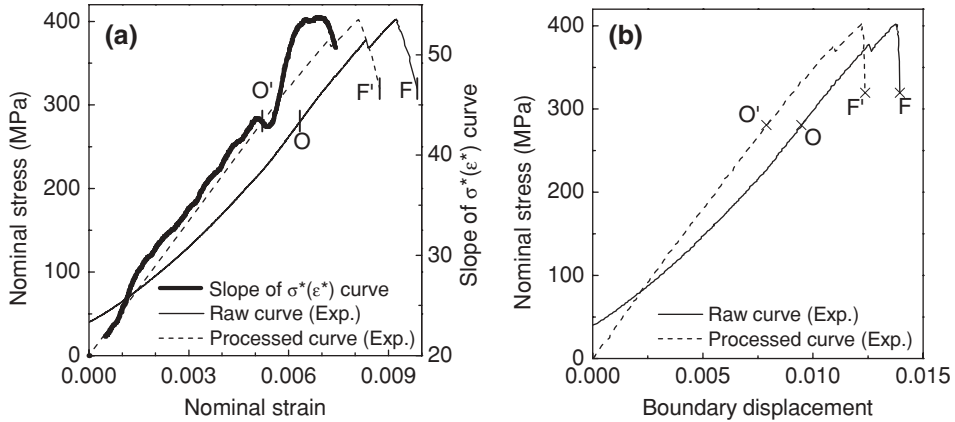 (a)
400
300
200
100
0
Nominal stress (MPa)
0.000
0.003
0.006
0.009
Nominal strain
50
40
30
20
Slope of σ*(ε*) curve
O'
O
F'
F
Slope of σ*(ε*) curve
Raw curve (Exp.)
Processed curve (Exp.)
(b)
400
300
200
100
0
Nominal stress (MPa)
0.000
0.005
0.010
0.015
Boundary displacement
O'
O
F'
F
Raw curve (Exp.)
Processed curve (Exp.)